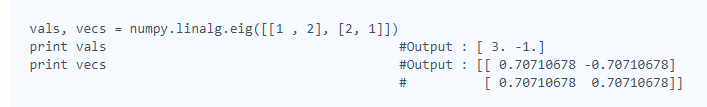 vals, vecs = numpy.linalg.eig([[1 , 2], [2, 1]])
print vals                                       #Output : [ 3. -1.]
print vecs                                       #Output : [[ 0.70710678 -0.70710678]
                                                 #          [ 0.70710678  0.70710678]]